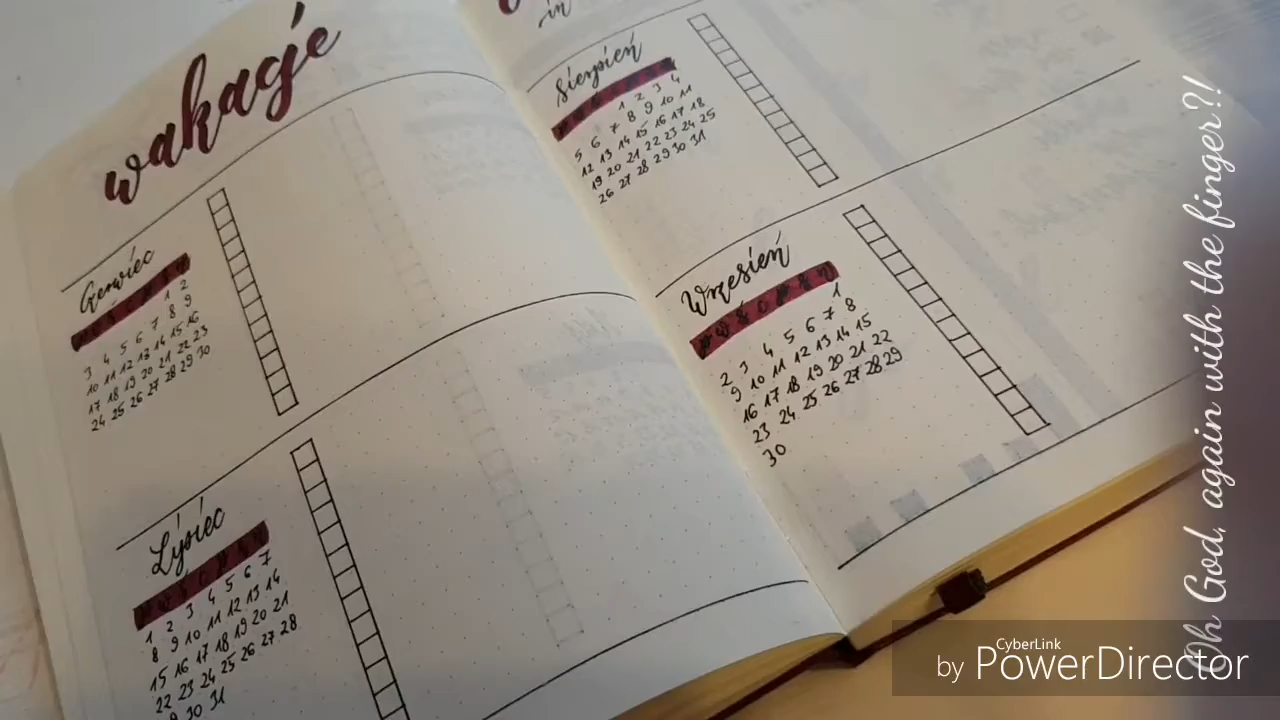 wakacje
Czerwiec
1 2
3 4 5 6 7 8 9
10 11 12 13 14 15 16
17 18 19 20 21 22 23
24 25 26 27 28 29 30
Lipiec
1 2 3 4 5 6 7
8 9 10 11 12 13 14
15 16 17 18 19 20 21
22 23 24 25 26 27 28
30 31
in
Sierpień
1 2 3 4
5 6 7 8 9 10 11
12 13 14 15 16 17 18
19 20 21 22 23 24 25
26 27 28 29 30 31
Wrzesień
1
2 3 4 5 6 7 8
9 10 11 12 13 14 15
16 17 18 19 20 21 22
23 24 25 26 27 28 29
30
Oh God, again with the finger?!
CyberLink
by PowerDirector